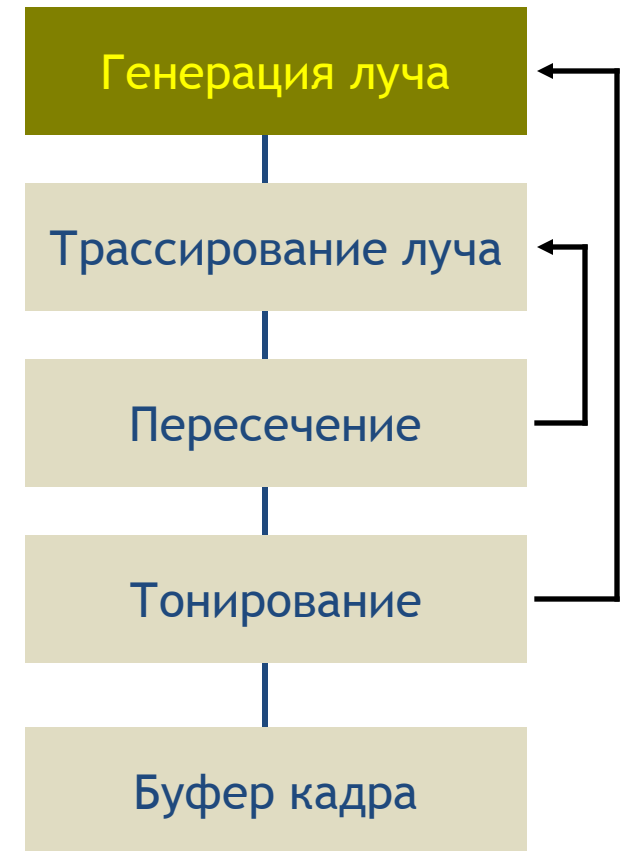 Генерация луча
Трассирование луча
Пересечение
Тонирование
Буфер кадра